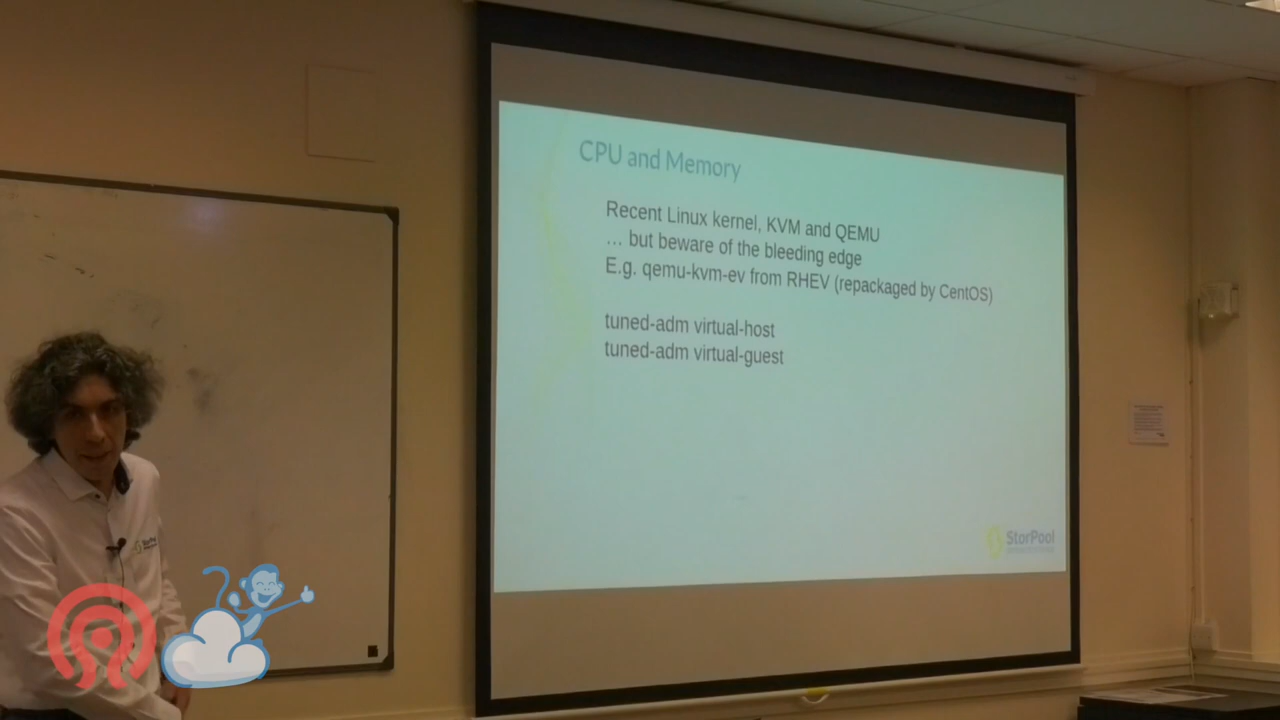 CPU and Memory
Recent Linux kernel, KVM and QEMU
... but beware of the bleeding edge
E.g. qemu-kvm-ev from RHEV (repackaged by CentOS)
tuned-adm virtual-host
tuned-adm virtual-guest
StorPool
StorPool